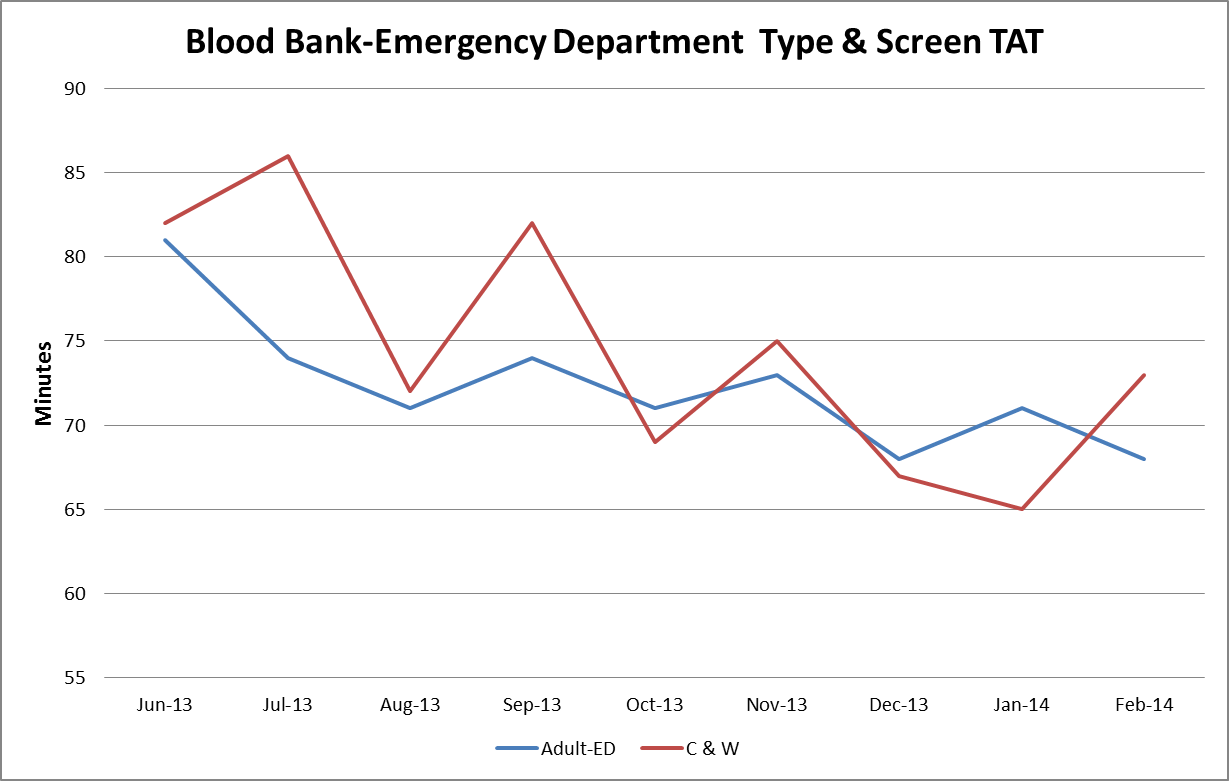 Blood Bank-Emergency Department Type & Screen TAT
90
85
80
75
70
65
60
55
Minutes
Jun-13 Jul-13 Aug-13 Sep-13 Oct-13 Nov-13 Dec-13 Jan-14 Feb-14
Adult-ED C & W